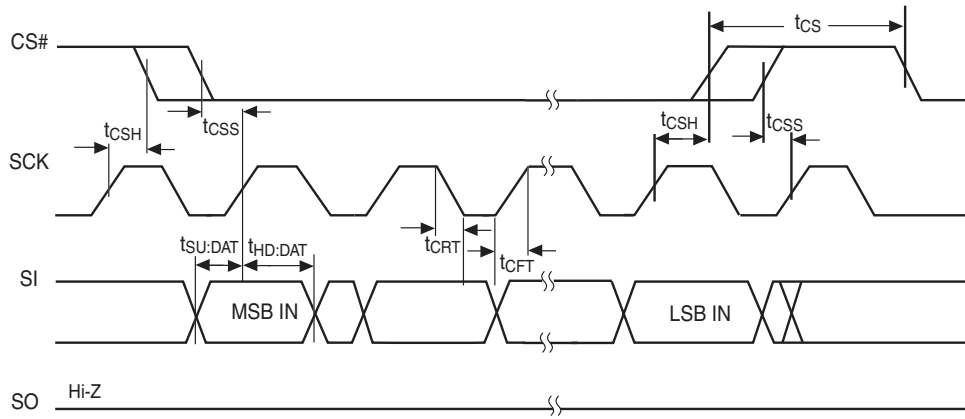 tCS
CS#
tCSH
tCSS
tCSH
tCSS
SCK
tSU:DAT
tHD:DAT
tCRT
tCFT
SI
MSB IN
LSB IN
Hi-Z
SO